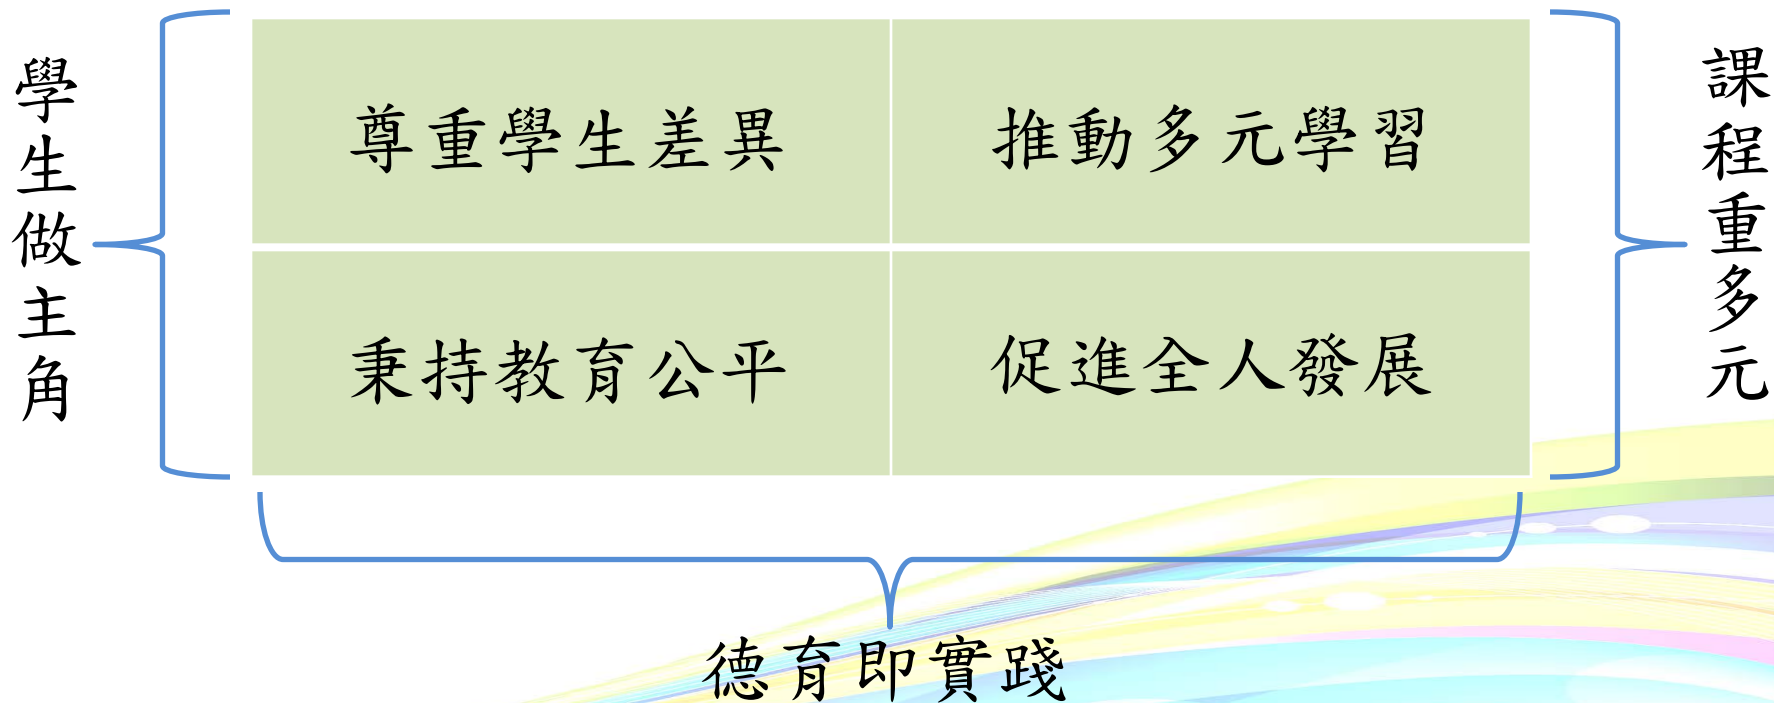 學生做主角
尊重學生差異
推動多元學習
秉持教育公平
促進全人發展
課程重多元
德育即實踐